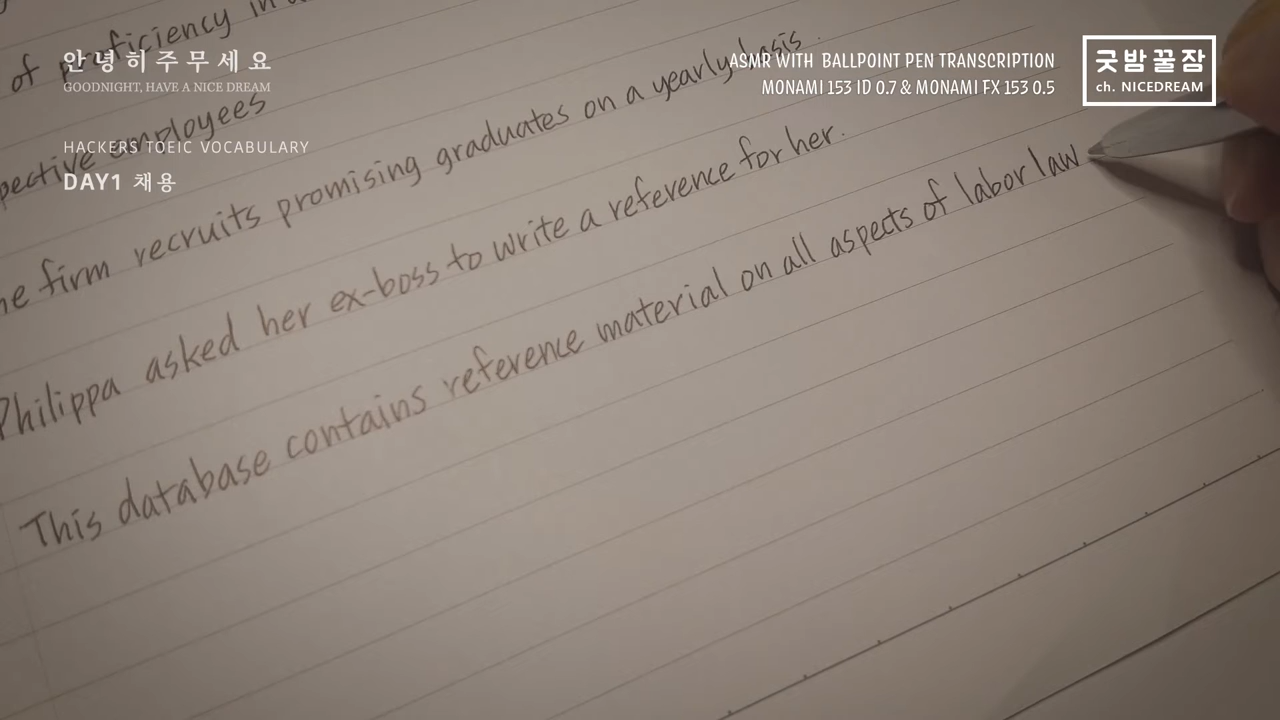 안녕히주무세요
GOODNIGHT, HAVE A NICE DREAM
HACKERS TOEIC VOCABULARY
DAY1 채용
ASMR WITH BALLPOINT PEN TRANSCRIPTION
MONAMI 153 ID 0.7 & MONAMI FX 153 0.5
굿밤꿀잠
ch. NICEDREAM
of proficiency in
employees
firm recruits promising graduates on a yearly basis.
Philippa asked her ex-boss to write a reference for her.
This database contains reference material on all aspects of labor law